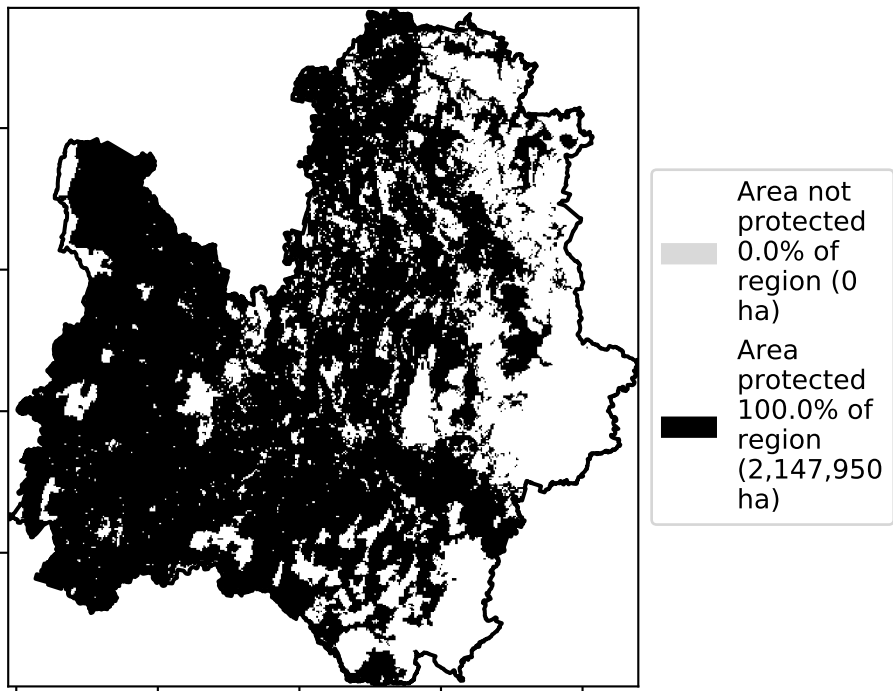 Area not
protected
0.0% of
region (0
ha)
Area
protected
100.0% of
region
(2,147,950
ha)